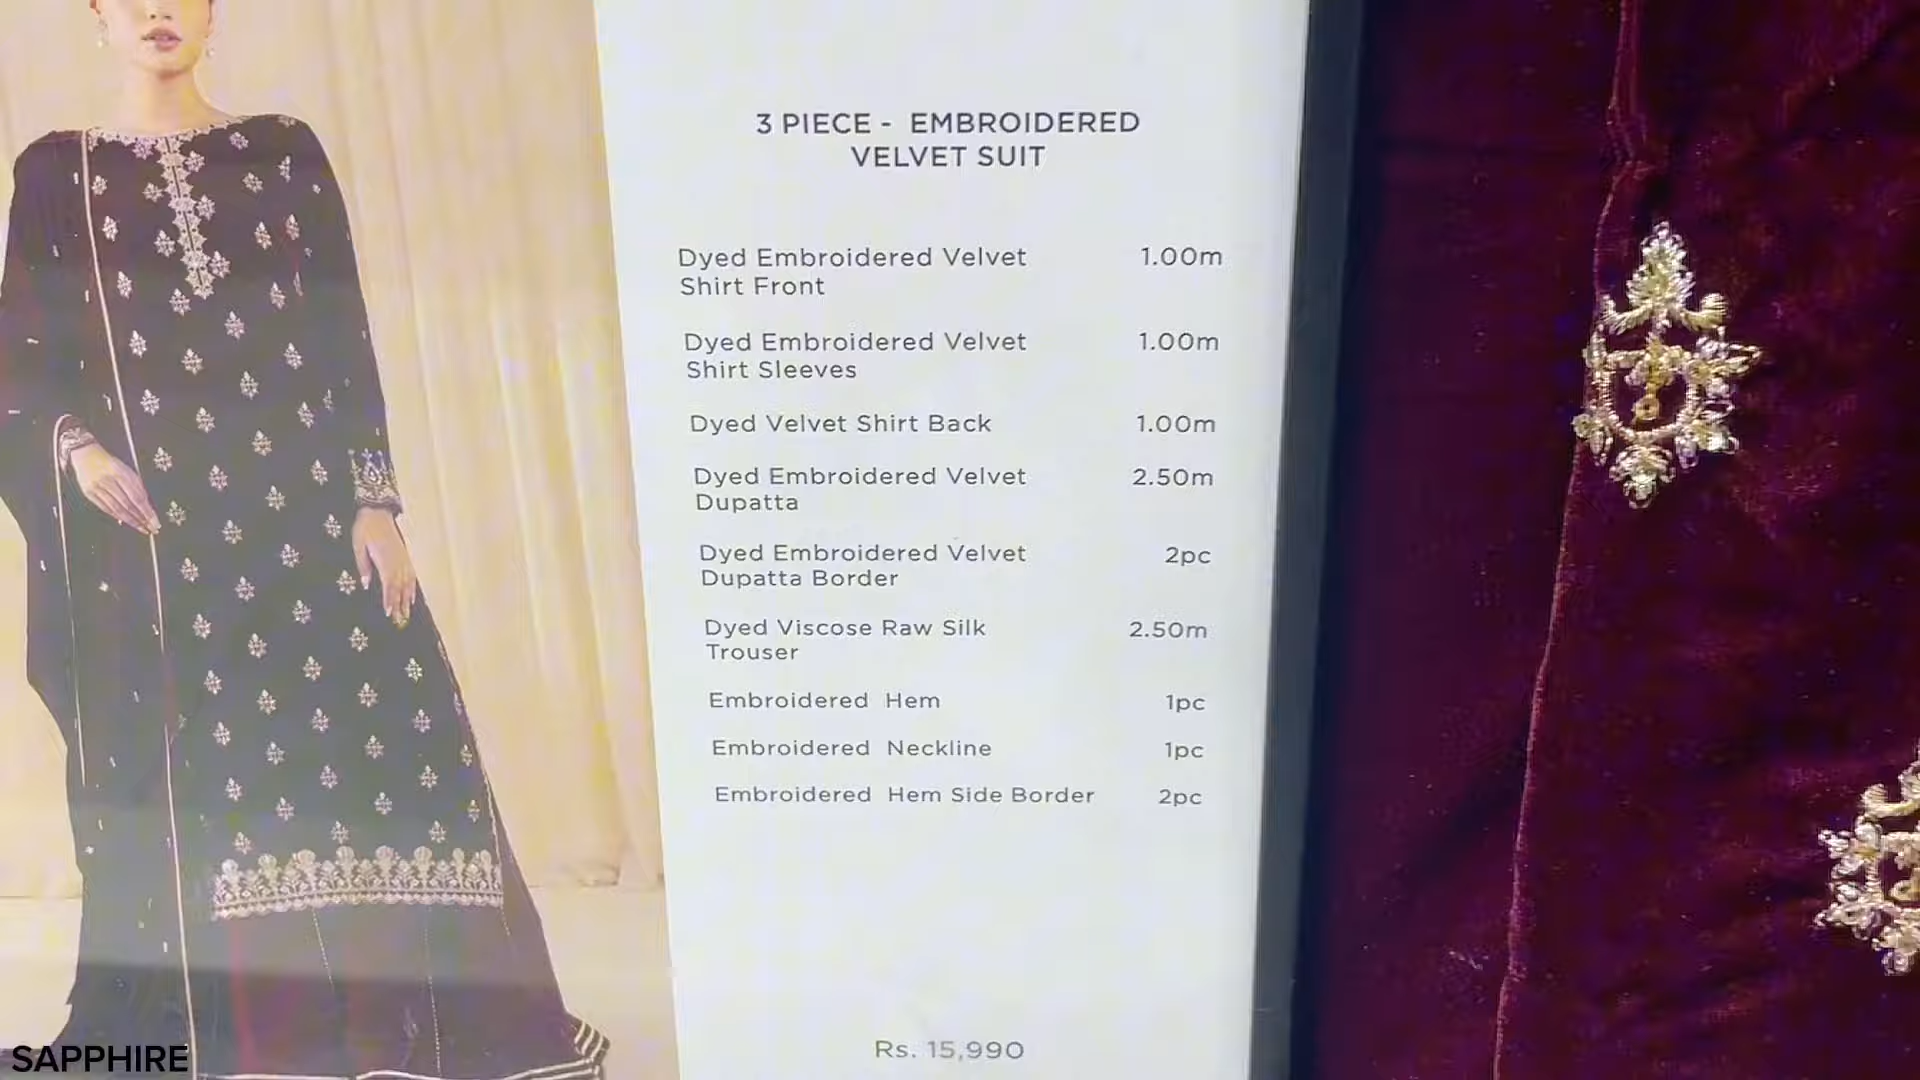 3 PIECE - EMBROIDERED
VELVET SUIT
Dyed Embroidered Velvet 1.00m
Shirt Front
Dyed Embroidered Velvet 1.00m
Shirt Sleeves
Dyed Velvet Shirt Back 1.00m
Dyed Embroidered Velvet 2.50m
Dupatta
Dyed Embroidered Velvet 2pc
Dupatta Border
Dyed Viscose Raw Silk 2.50m
Trouser
Embroidered Hem 1pc
Embroidered Neckline 1pc
Embroidered Hem Side Border 2pc
Rs. 15,990
SAPPHIRE